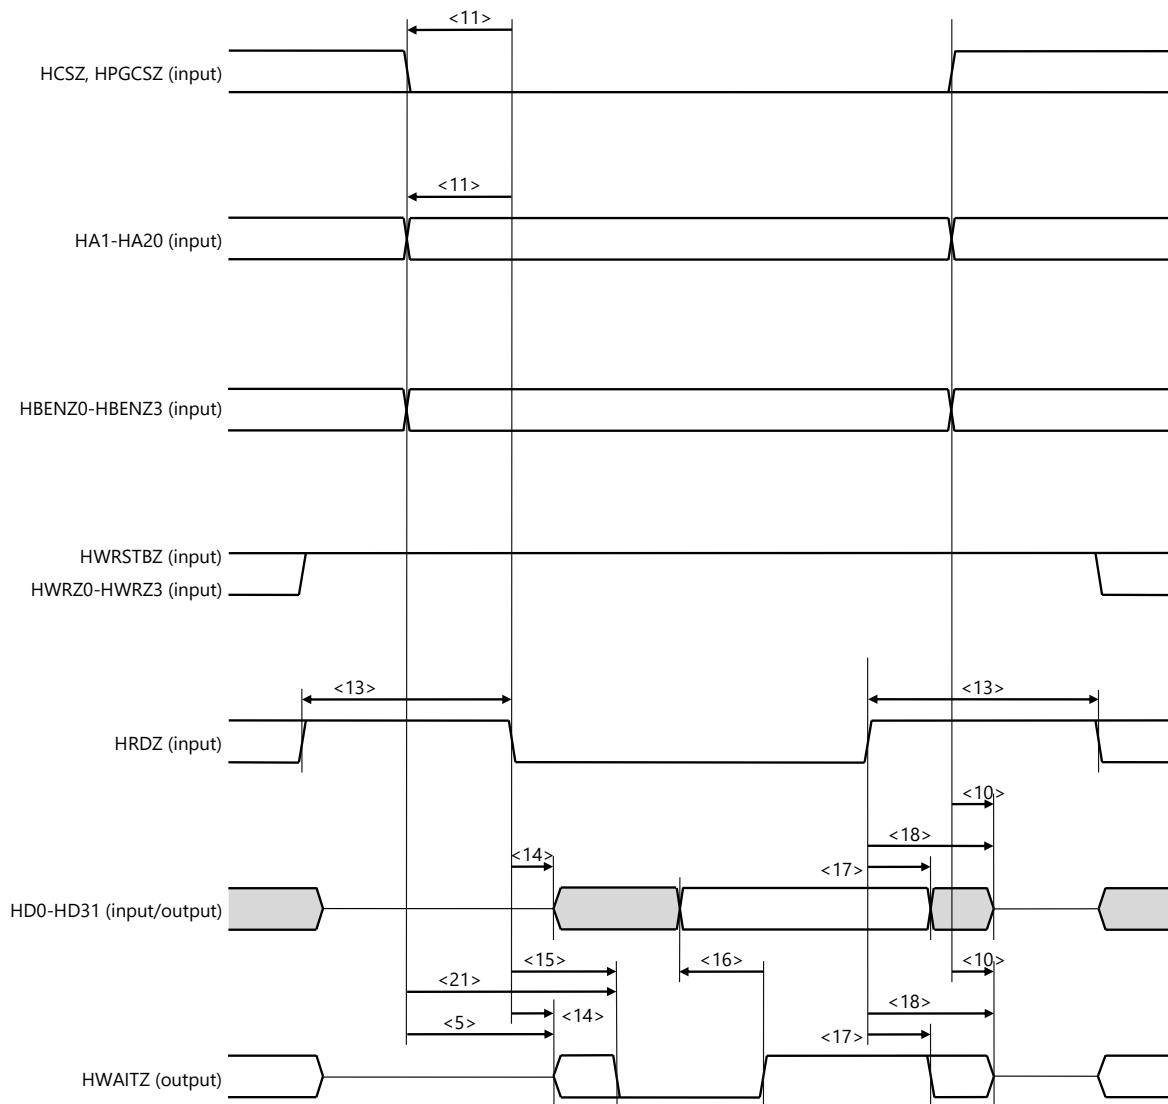 <11>
HCSZ, HPGCSZ (input)
<11>
HA1-HA20 (input)
HBENZ0-HBENZ3 (input)
HWRSTBZ (input)
HWRZ0-HWRZ3 (input)
<13>
<13>
HRDZ (input)
<10>
<18>
<14>
<17>
HD0-HD31 (input/output)
<15>
<16>
<10>
<21>
<18>
<14>
<5>
<17>
HWAITZ (output)